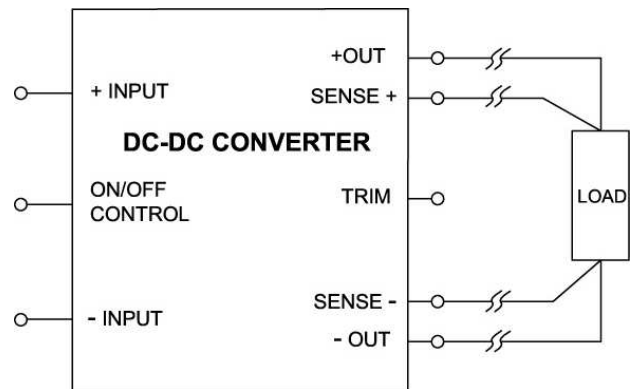 +OUT
+ INPUT
SENSE +
DC-DC CONVERTER
ON/OFF
CONTROL
TRIM
LOAD
SENSE -
- INPUT
- OUT